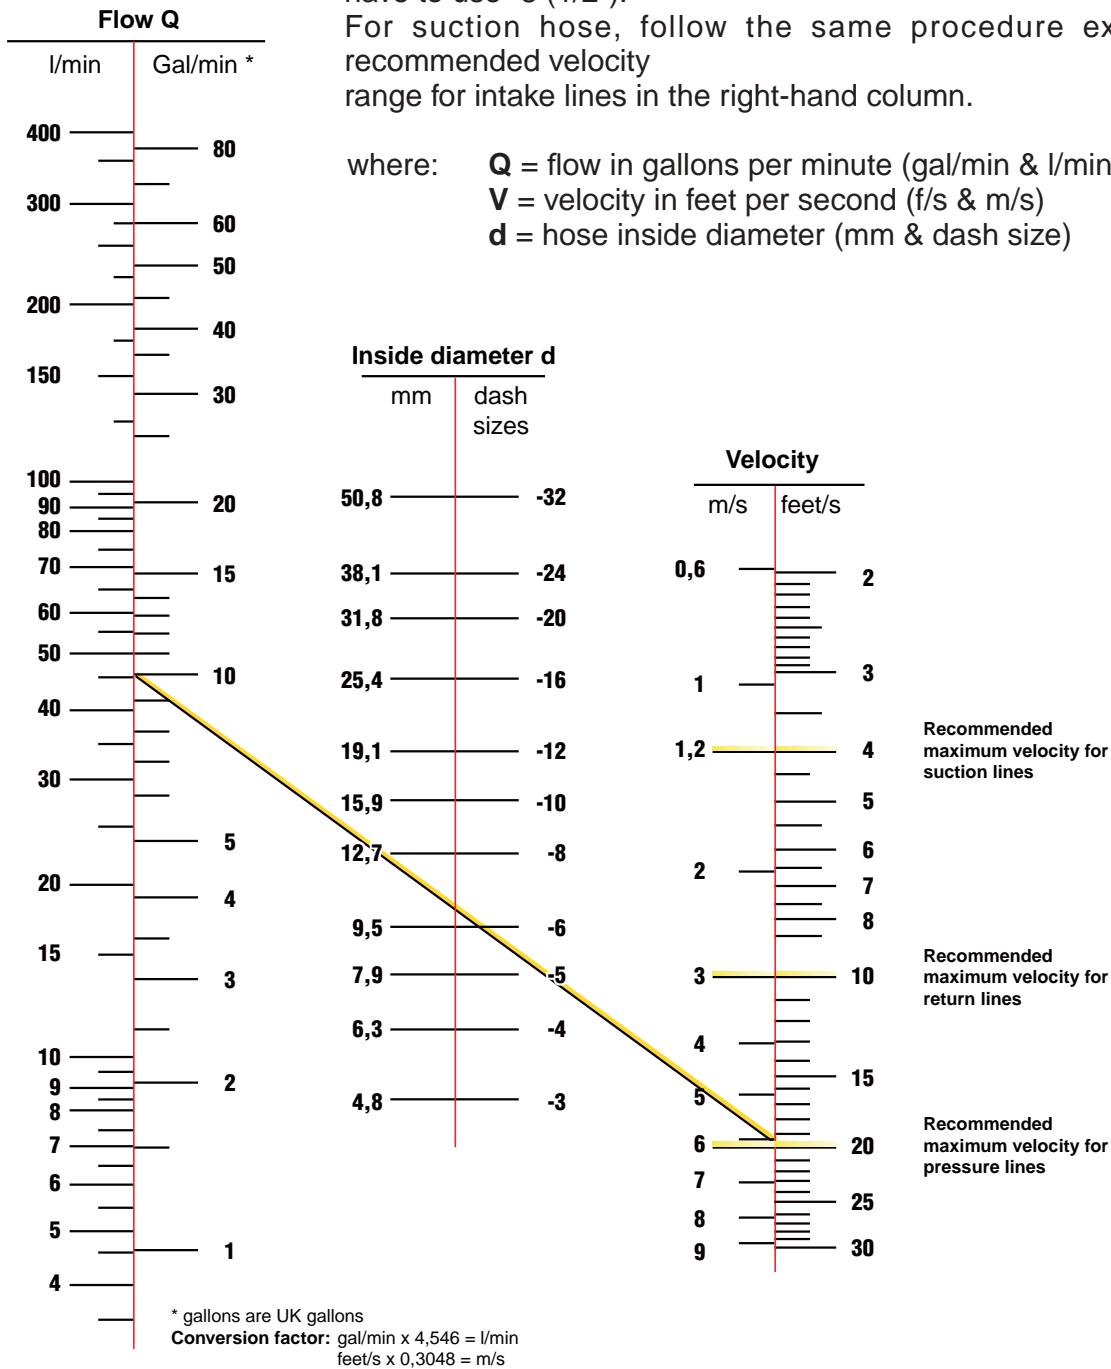 For suction hose, follow the same procedure
recommended velocity
range for intake lines in the right-hand column.
where: Q = flow in gallons per minute (gal/min & l/min
V = velocity in feet per second (f/s & m/s)
d = hose inside diameter (mm & dash size)
Flow Q
l/min Gal/min *
400
80
300
60
50
200
40
150
30
100
20
90
80
70
15
60
50
10
40
30
5
20
4
15
3
10
2
9
8
7
6
5
1
4
Inside diameter d
mm dash
sizes
50,8 -32
38,1 -24
31,8 -20
25,4 -16
19,1 -12
15,9 -10
12,7 -8
9,5 -6
7,9 -5
6,3 -4
4,8 -3
Velocity
m/s feet/s
0,6 2
3
1
1,2 4
5
6
2
7
8
3 10
4
15
5
6 20
7
25
8
9 30
Recommended
maximum velocity for
suction lines
Recommended
maximum velocity for
return lines
Recommended
maximum velocity for
pressure lines
* gallons are UK gallons
Conversion factor: gal/min x 4,546 = l/min
feet/s x 0,3048 = m/s